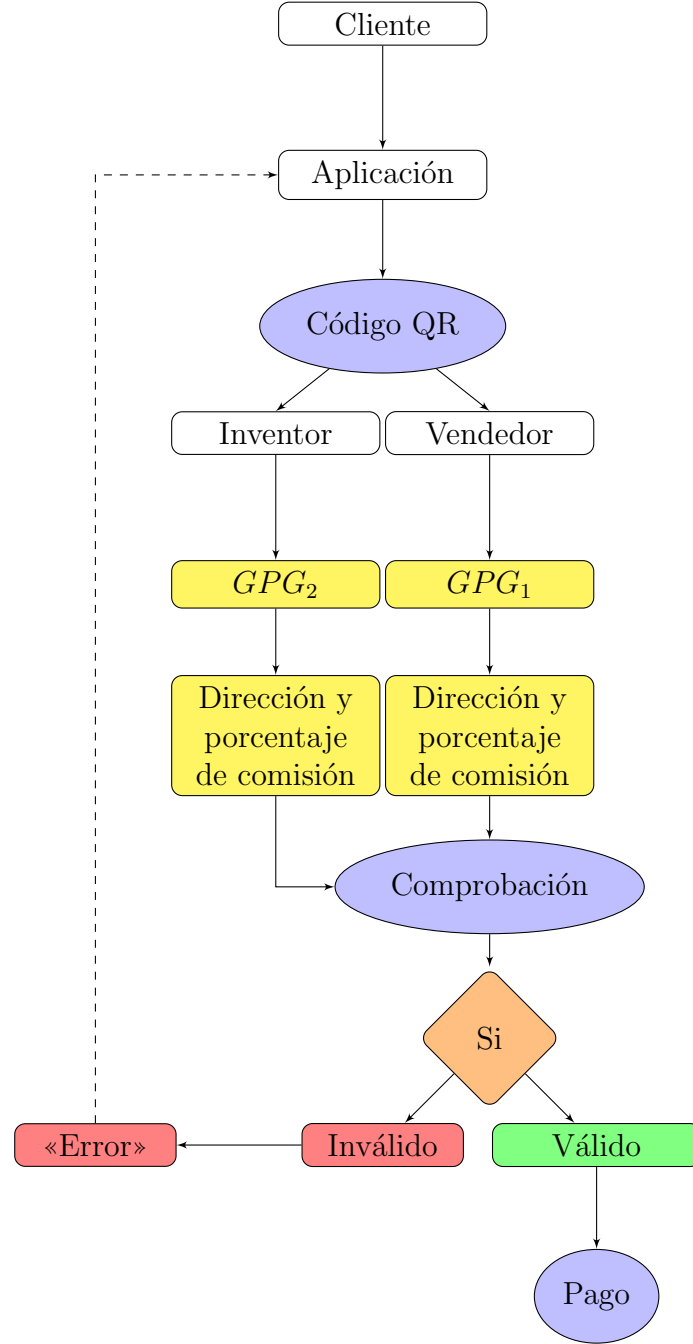 Cliente
Aplicación
Código QR
Inventor
Vendedor
GPG₂
GPG₁
Dirección y
porcentaje
de comisión
Dirección y
porcentaje
de comisión
Comprobación
Si
«Error»
Inválido
Válido
Pago